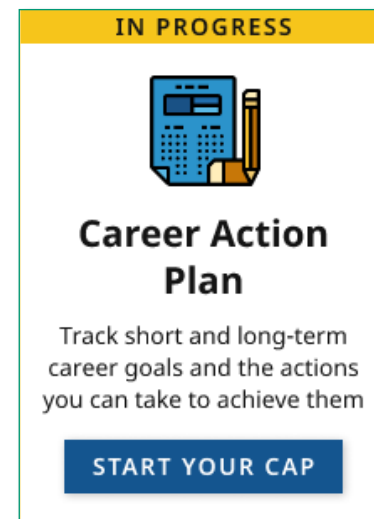 IN PROGRESS
Career Action
Plan
Track short and long-term
career goals and the actions
you can take to achieve them
START YOUR CAP